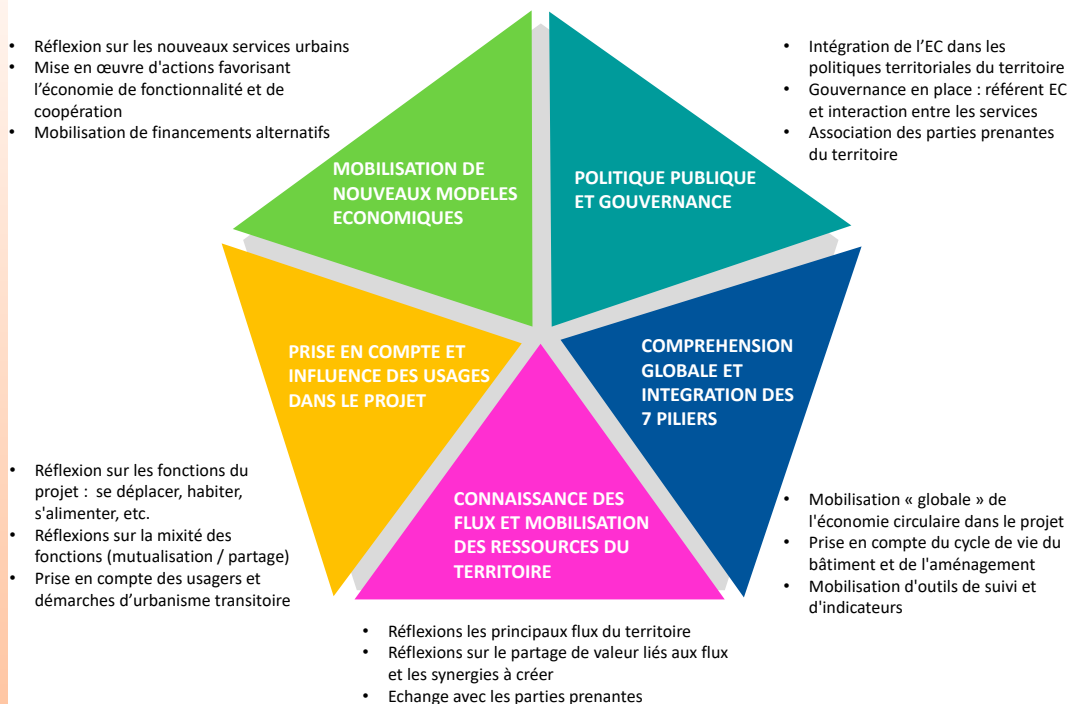 • Réflexion sur les nouveaux services urbains
• Mise en œuvre d'actions favorisant
l'économie de fonctionnalité et de
coopération
• Mobilisation de financements alternatifs
• Intégration de l'EC dans les
politiques territoriales du territoire
• Gouvernance en place : référent EC
et interaction entre les services
• Association des parties prenantes
du territoire
MOBILISATION DE
NOUVEAUX MODELES
ECONOMIQUES
POLITIQUE PUBLIQUE
ET GOUVERNANCE
PRISE EN COMPTE ET
INFLUENCE DES USAGES
DANS LE PROJET
COMPREHENSION
GLOBALE ET
INTEGRATION DES
7 PILIERS
CONNAISSANCE DES
FLUX ET MOBILISATION
DES RESSOURCES DU
TERRITOIRE
• Réflexion sur les fonctions du
projet : se déplacer, habiter,
s'alimenter, etc.
• Réflexions sur la mixité des
fonctions (mutualisation / partage)
• Prise en compte des usagers et
démarches d'urbanisme transitoire
• Mobilisation « globale » de
l'économie circulaire dans le projet
• Prise en compte du cycle de vie du
bâtiment et de l'aménagement
• Mobilisation d'outils de suivi et
d'indicateurs
• Réflexions les principaux flux du territoire
• Réflexions sur le partage de valeur liés aux flux
et les synergies à créer
• Echange avec les parties prenantes